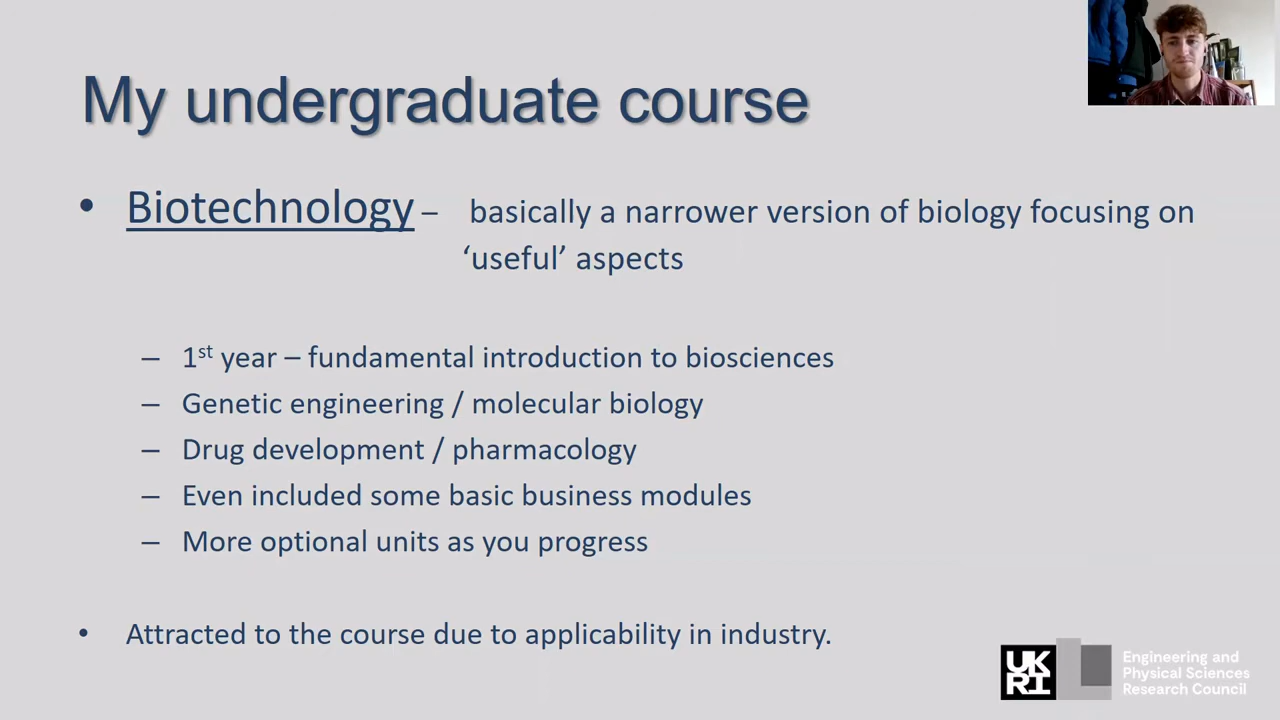 My undergraduate course
• Biotechnology – basically a narrower version of biology focusing on
‘useful’ aspects
– 1st year – fundamental introduction to biosciences
– Genetic engineering / molecular biology
– Drug development / pharmacology
– Even included some basic business modules
– More optional units as you progress
• Attracted to the course due to applicability in industry.
UK
RI
Engineering and
Physical Sciences
Research Council